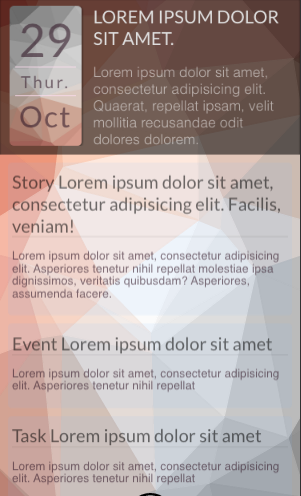 29
Thur.
Oct
LOREM IPSUM DOLOR
SIT AMET.
Lorem ipsum dolor sit amet,
consectetur adipisicing elit.
Quaerat, repellat ipsam, velit
mollitia recusandae odit
dolores dolorem.
Story Lorem ipsum dolor sit amet,
consectetur adipisicing elit. Facilis,
veniam!
Lorem ipsum dolor sit amet, consectetur adipisicing
elit. Asperiores tenetur nihil repellat molestiae ipsa
dignissimos, veritatis quibusdam? Asperiores,
assumenda facere.
Event Lorem ipsum dolor sit amet
Lorem ipsum dolor sit amet, consectetur adipisicing
elit. Asperiores tenetur nihil repellat
Task Lorem ipsum dolor sit amet
Lorem ipsum dolor sit amet, consectetur adipisicing
elit. Asperiores tenetur nihil repellat